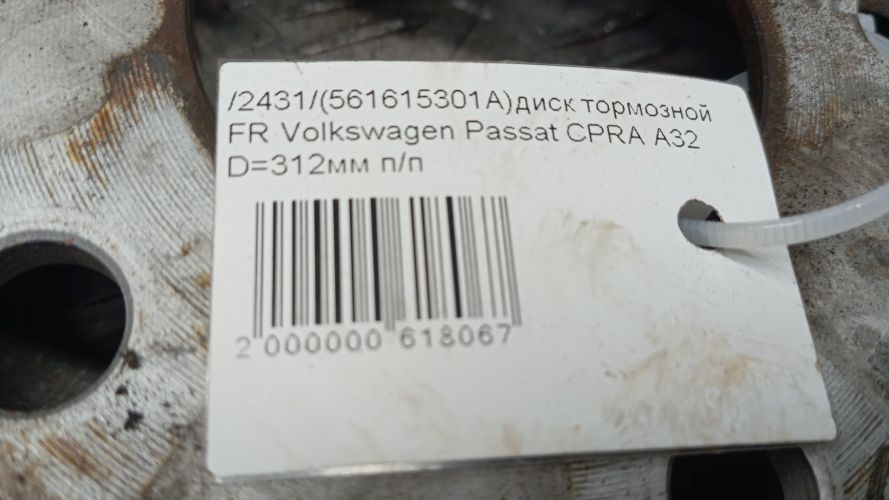 /2431/(561615301A)диск тормозной
FR Volkswagen Passat CPRA A32
D=312мм п/п
2 000000 618067